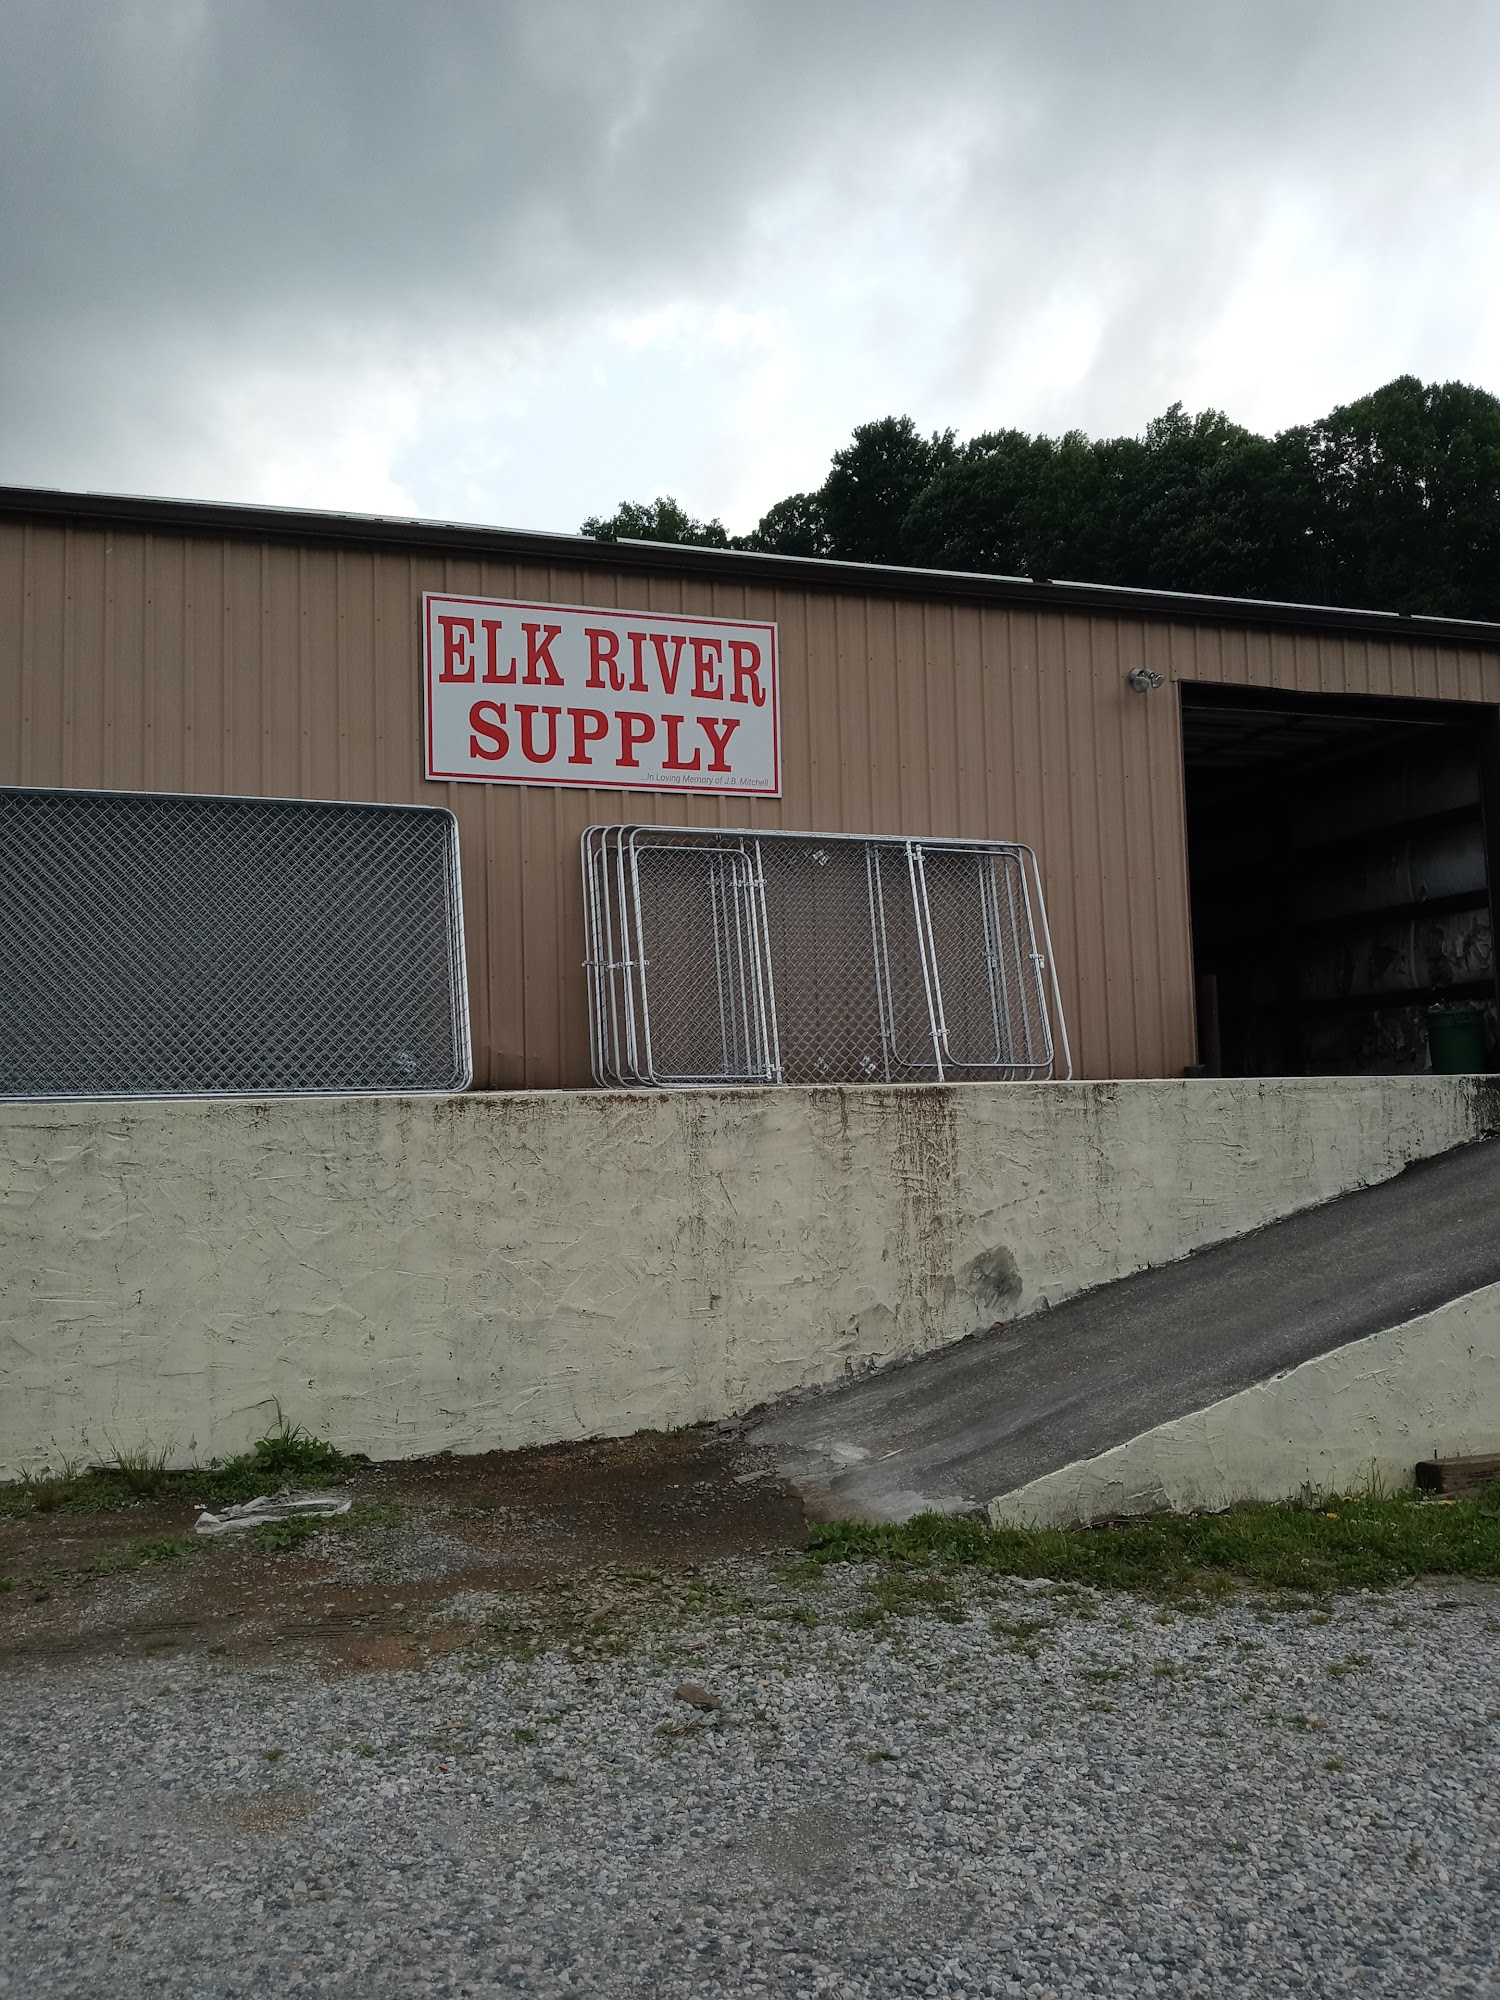 ELK RIVER
SUPPLY
...In Loving Memory of J.B. Mitchell